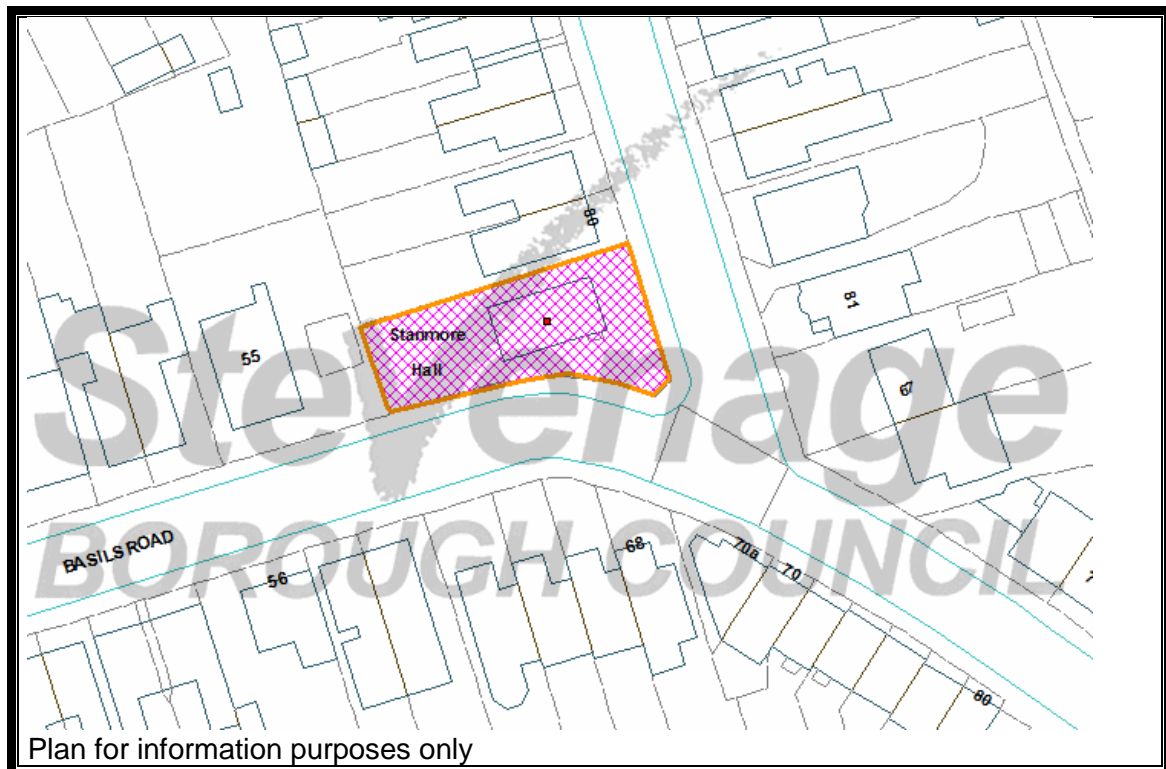 80
81
Stanmore
Hall
55
67
Stevenage
BASILS ROAD
BOROUGH COUNCIL
68
70a
70
56
80
Plan for information purposes only